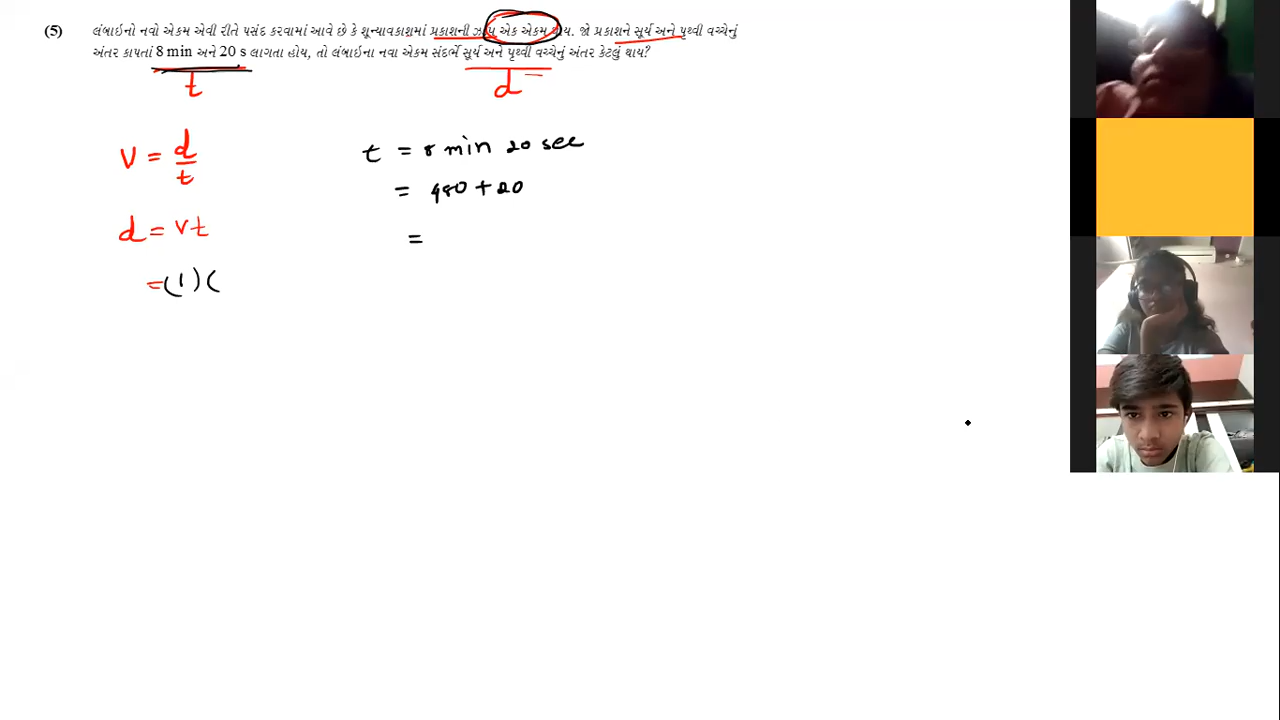 (5) લંબાઇનો નવો એકમ એવી રીતે પસંદ કરવામાં આવે છે કે શૂન્યાવકાશમાં પ્રકાશની ઝડપ એક એકમ થાય. જો પ્રકાશને સૂર્ય અને પૃથ્વી વચ્ચેનું
અંતર કાપતાં 8 min અને 20 s લાગતા હોય, તો લંબાઇના નવા એકમ સંદર્ભે સૂર્ય અને પૃથ્વી વચ્ચેનું અંતર કેટલું થાય?
t d
v = d/t
d = vt
=(1)(
t = 8 min 20 sec
= 480 + 20
=